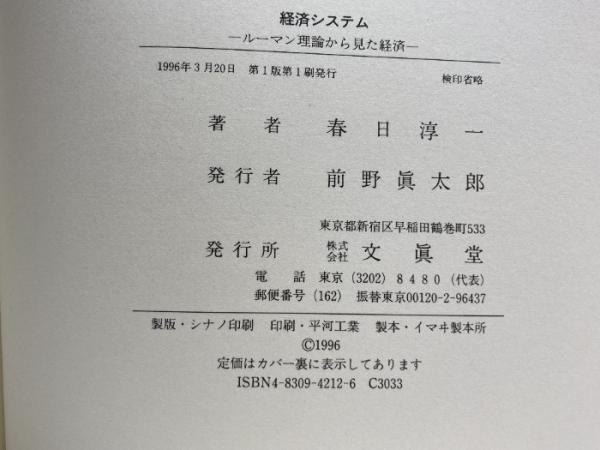 経済システム
―ルーマン理論から見た経済―
1996年3月20日 第1版第1刷発行 検印省略
著者 春日淳一
発行者 前野眞太郎
東京都新宿区早稲田鶴巻町533
発行所 株式会社 文眞堂
電話 東京(3202)8480(代表)
郵便番号(162) 振替東京00120-2-96437
製版・シナノ印刷 印刷・平河工業 製本・イマヰ製本所
©1996
定価はカバー裏に表示してあります
ISBN4-8309-4212-6 C3033